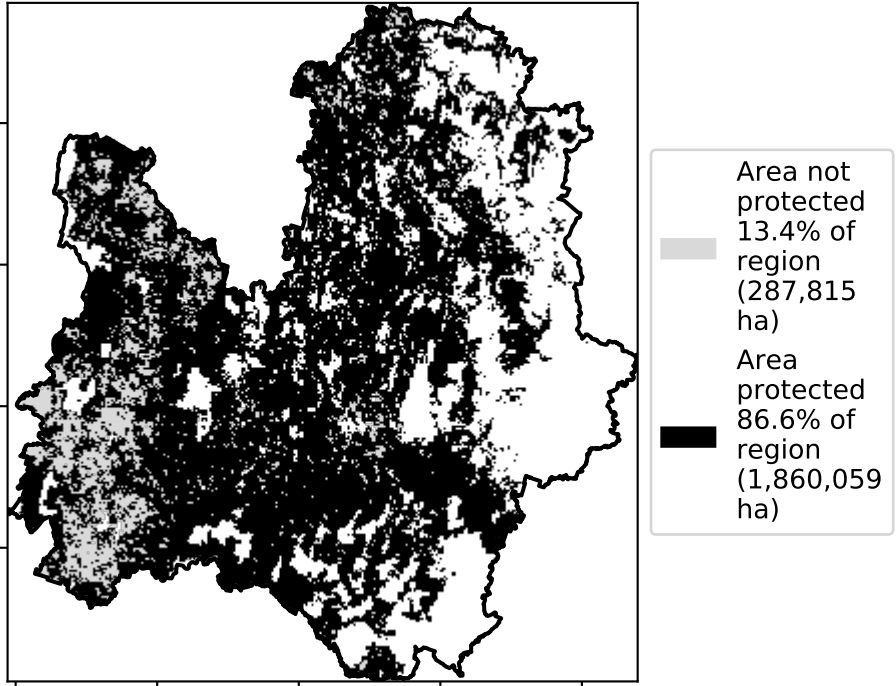 Area not
protected
13.4% of
region
(287,815
ha)
Area
protected
86.6% of
region
(1,860,059
ha)